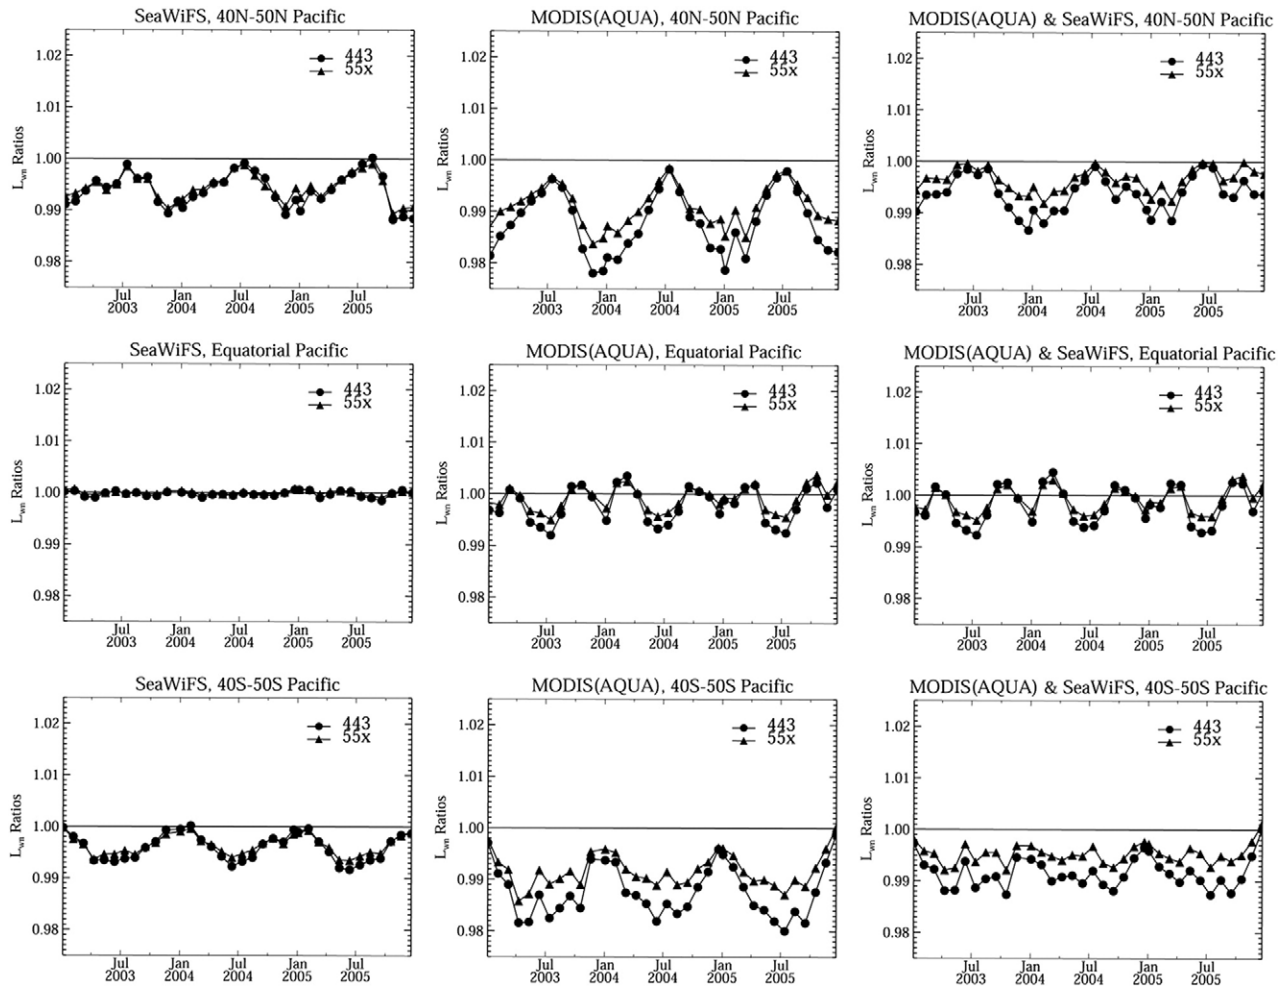 SeaWiFS, 40N-50N Pacific
1.02
1.01
1.00
0.99
0.98
Lwn Ratios
443
55x
Jul 2003
Jan 2004
Jul 2004
Jan 2005
Jul 2005
MODIS(AQUA), 40N-50N Pacific
1.02
1.01
1.00
0.99
0.98
Lwn Ratios
443
55x
Jul 2003
Jan 2004
Jul 2004
Jan 2005
Jul 2005
MODIS(AQUA) & SeaWiFS, 40N-50N Pacific
1.02
1.01
1.00
0.99
0.98
Lwn Ratios
443
55x
Jul 2003
Jan 2004
Jul 2004
Jan 2005
Jul 2005
SeaWiFS, Equatorial Pacific
1.02
1.01
1.00
0.99
0.98
Lwn Ratios
443
55x
Jul 2003
Jan 2004
Jul 2004
Jan 2005
Jul 2005
MODIS(AQUA), Equatorial Pacific
1.02
1.01
1.00
0.99
0.98
Lwn Ratios
443
55x
Jul 2003
Jan 2004
Jul 2004
Jan 2005
Jul 2005
MODIS(AQUA) & SeaWiFS, Equatorial Pacific
1.02
1.01
1.00
0.99
0.98
Lwn Ratios
443
55x
Jul 2003
Jan 2004
Jul 2004
Jan 2005
Jul 2005
SeaWiFS, 40S-50S Pacific
1.02
1.01
1.00
0.99
0.98
Lwn Ratios
443
55x
Jul 2003
Jan 2004
Jul 2004
Jan 2005
Jul 2005
MODIS(AQUA), 40S-50S Pacific
1.02
1.01
1.00
0.99
0.98
Lwn Ratios
443
55x
Jul 2003
Jan 2004
Jul 2004
Jan 2005
Jul 2005
MODIS(AQUA) & SeaWiFS, 40S-50S Pacific
1.02
1.01
1.00
0.99
0.98
Lwn Ratios
443
55x
Jul 2003
Jan 2004
Jul 2004
Jan 2005
Jul 2005